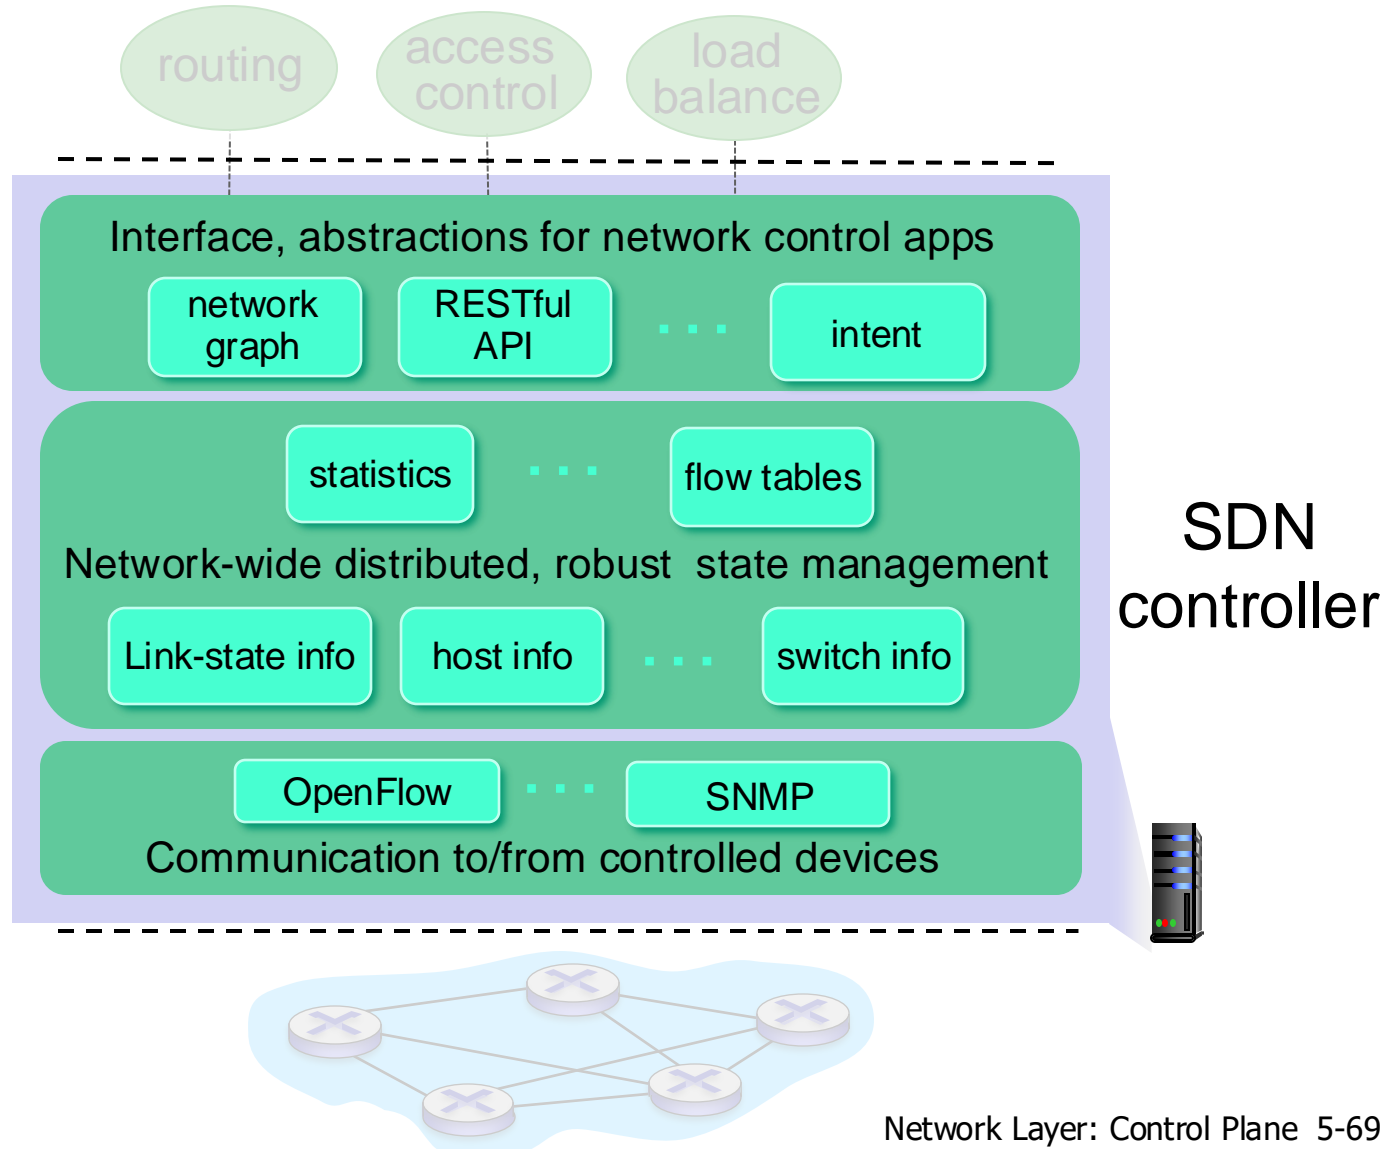 routing
access
control
load
balance
Interface, abstractions for network control apps
network
graph
RESTful
API
. . .
intent
statistics
. . .
flow tables
Network-wide distributed, robust  state management
Link-state info
host info
. . .
switch info
OpenFlow
. . .
SNMP
Communication to/from controlled devices
SDN
controller
Network Layer: Control Plane  5-69